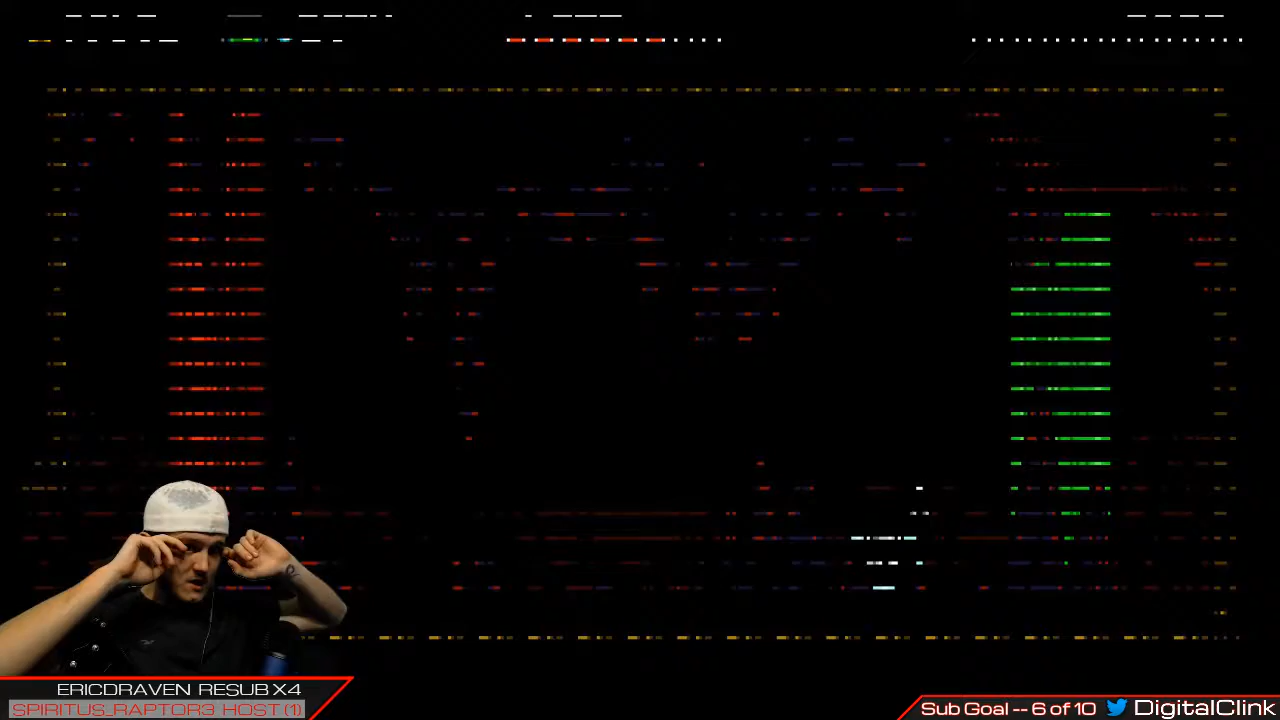 ERICDRAVEN RESUB X4
SPIRITUS_RAPTOR3 HOST (1)
Sub Goal -- 6 of 10
DigitalClink